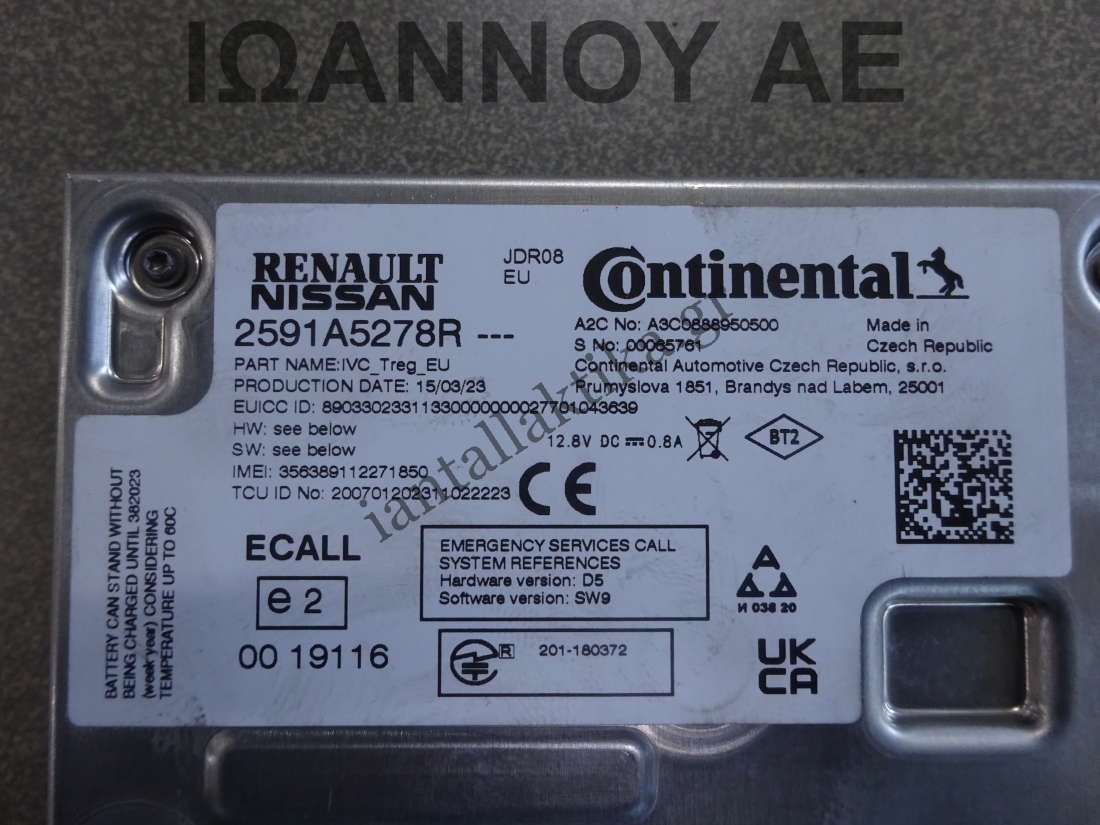 ΙΩΑΝΝΟΥ ΑΕ
RENAULT
NISSAN
JDR08
EU
Continental
2591A5278R ---
A2C No: A3C0888950500
Made in
S No: 00065761
Czech Republic
PART NAME:IVC_Treg_EU
Continental Automotive Czech Republic, s.r.o.
PRODUCTION DATE: 15/03/23
Prumyslova 1851, Brandys nad Labem, 25001
EUICC ID: 89033023311330000000027701043639
HW: see below
12.8V DC 0.8A
BT2
SW: see below
IMEI: 356389112271850
TCU ID No: 200701202311022223
CE
iantallaktika.gr
BATTERY CAN STAND WITHOUT
BEING CHARGED UNTIL 382023
(week year) CONSIDERING
TEMPERATURE UP TO 60C
ECALL
e 2
00 19116
EMERGENCY SERVICES CALL
SYSTEM REFERENCES
Hardware version: D5
Software version: SW9
R 201-180372
И 038 20
UK
CA